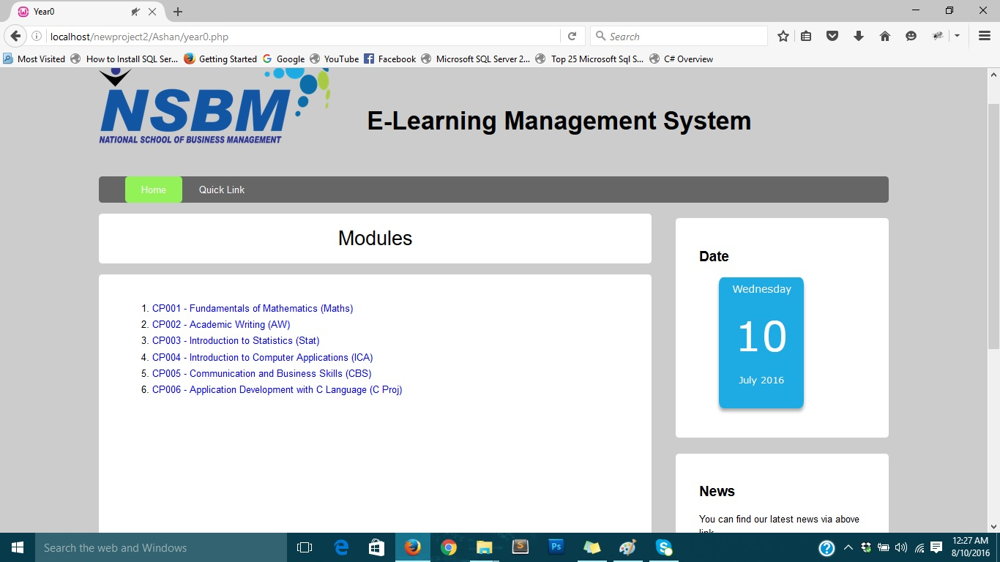 Year0
localhost/newproject2/Ashan/year0.php
Search
Most Visited
How to Install SQL Ser...
Getting Started
Google
YouTube
Facebook
Microsoft SQL Server 2...
Top 25 Microsoft Sql S...
C# Overview
NSBM
NATIONAL SCHOOL OF BUSINESS MANAGEMENT
E-Learning Management System
Home
Quick Link
Modules
1. CP001 - Fundamentals of Mathematics (Maths)
2. CP002 - Academic Writing (AW)
3. CP003 - Introduction to Statistics (Stat)
4. CP004 - Introduction to Computer Applications (ICA)
5. CP005 - Communication and Business Skills (CBS)
6. CP006 - Application Development with C Language (C Proj)
Date
Wednesday
10
July 2016
News
You can find our latest news via above
link
Search the web and Windows
Ps
12:27 AM
8/10/2016